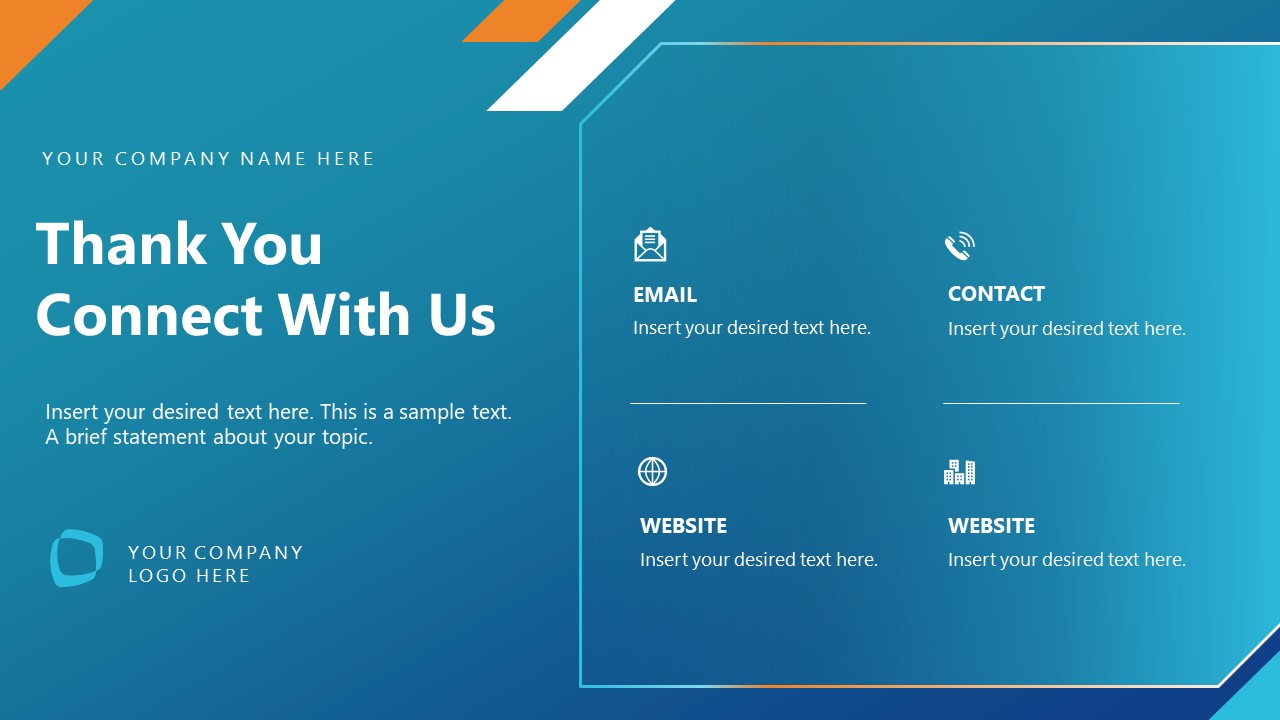 YOUR COMPANY NAME HERE
Thank You
Connect With Us
Insert your desired text here. This is a sample text.
A brief statement about your topic.
YOUR COMPANY
LOGO HERE
EMAIL
Insert your desired text here.
CONTACT
Insert your desired text here.
WEBSITE
Insert your desired text here.
WEBSITE
Insert your desired text here.